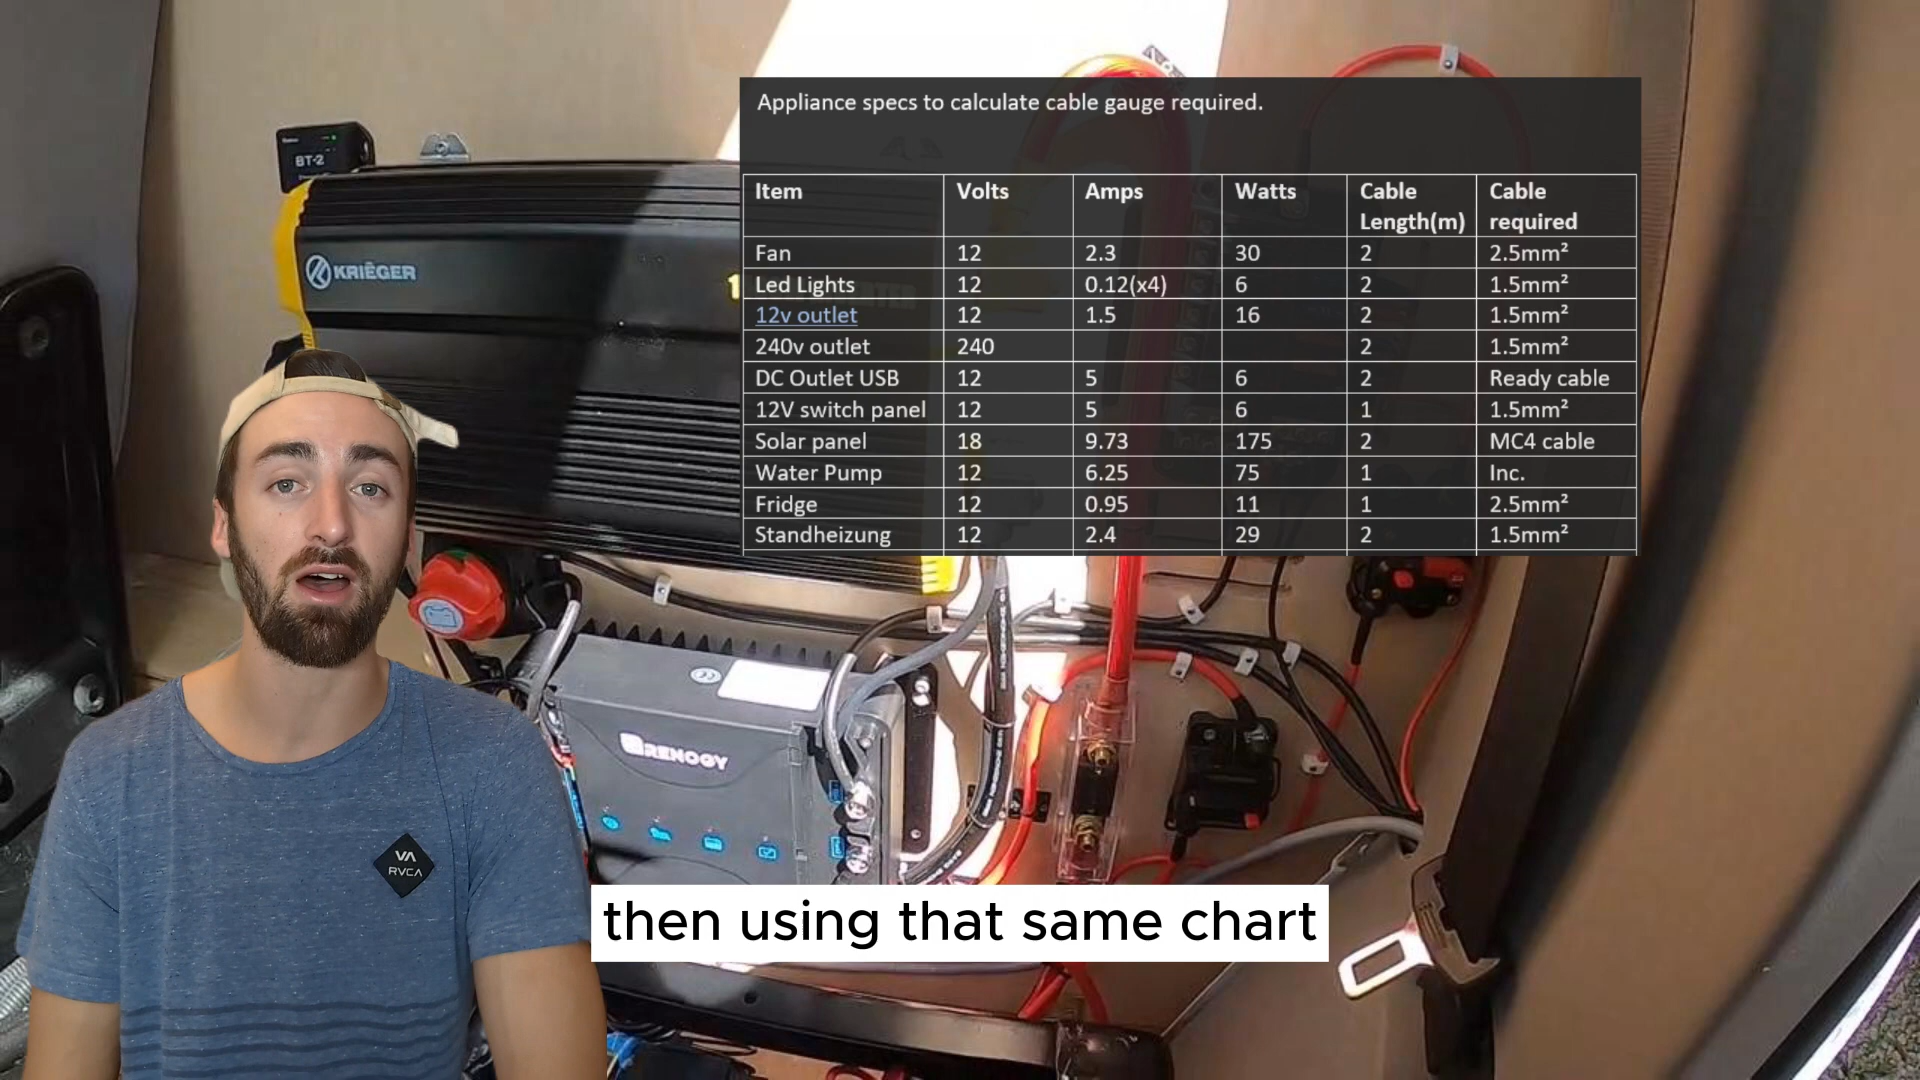 Appliance specs to calculate cable gauge required.
Item Volts Amps Watts Cable Length(m) Cable required
Fan 12 2.3 30 2 2.5mm²
Led Lights 12 0.12(x4) 6 2 1.5mm²
12v outlet 12 1.5 16 2 1.5mm²
240v outlet 240 2 1.5mm²
DC Outlet USB 12 5 6 2 Ready cable
12V switch panel 12 5 6 1 1.5mm²
Solar panel 18 9.73 175 2 MC4 cable
Water Pump 12 6.25 75 1 Inc.
Fridge 12 0.95 11 1 2.5mm²
Standheizung 12 2.4 29 2 1.5mm²
BT-2
KRIËGER
RENOGY
VA
RVCA
then using that same chart